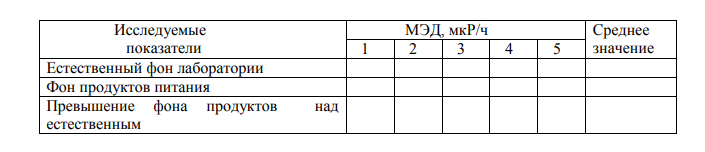 Исследуемые показатели МЭД, мкР/ч Среднее значение
1 2 3 4 5
Естественный фон лаборатории
Фон продуктов питания
Превышение фона продуктов над
естественным